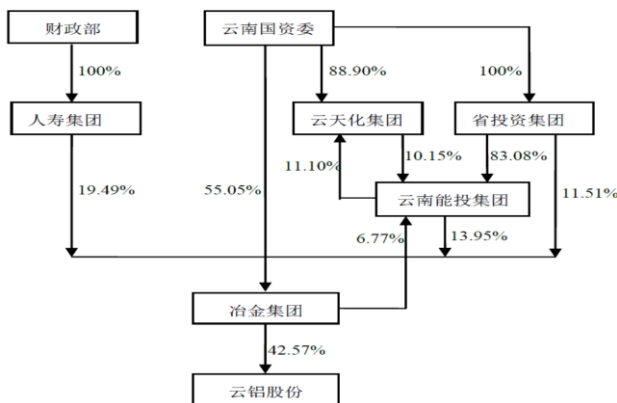 财政部 云南国资委
100% 88.90% 100%
人寿集团 云天化集团 省投资集团
11.10% 10.15% 83.08%
19.49% 55.05% 云南能投集团 11.51%
6.77% 13.95%
冶金集团
42.57%
云铝股份